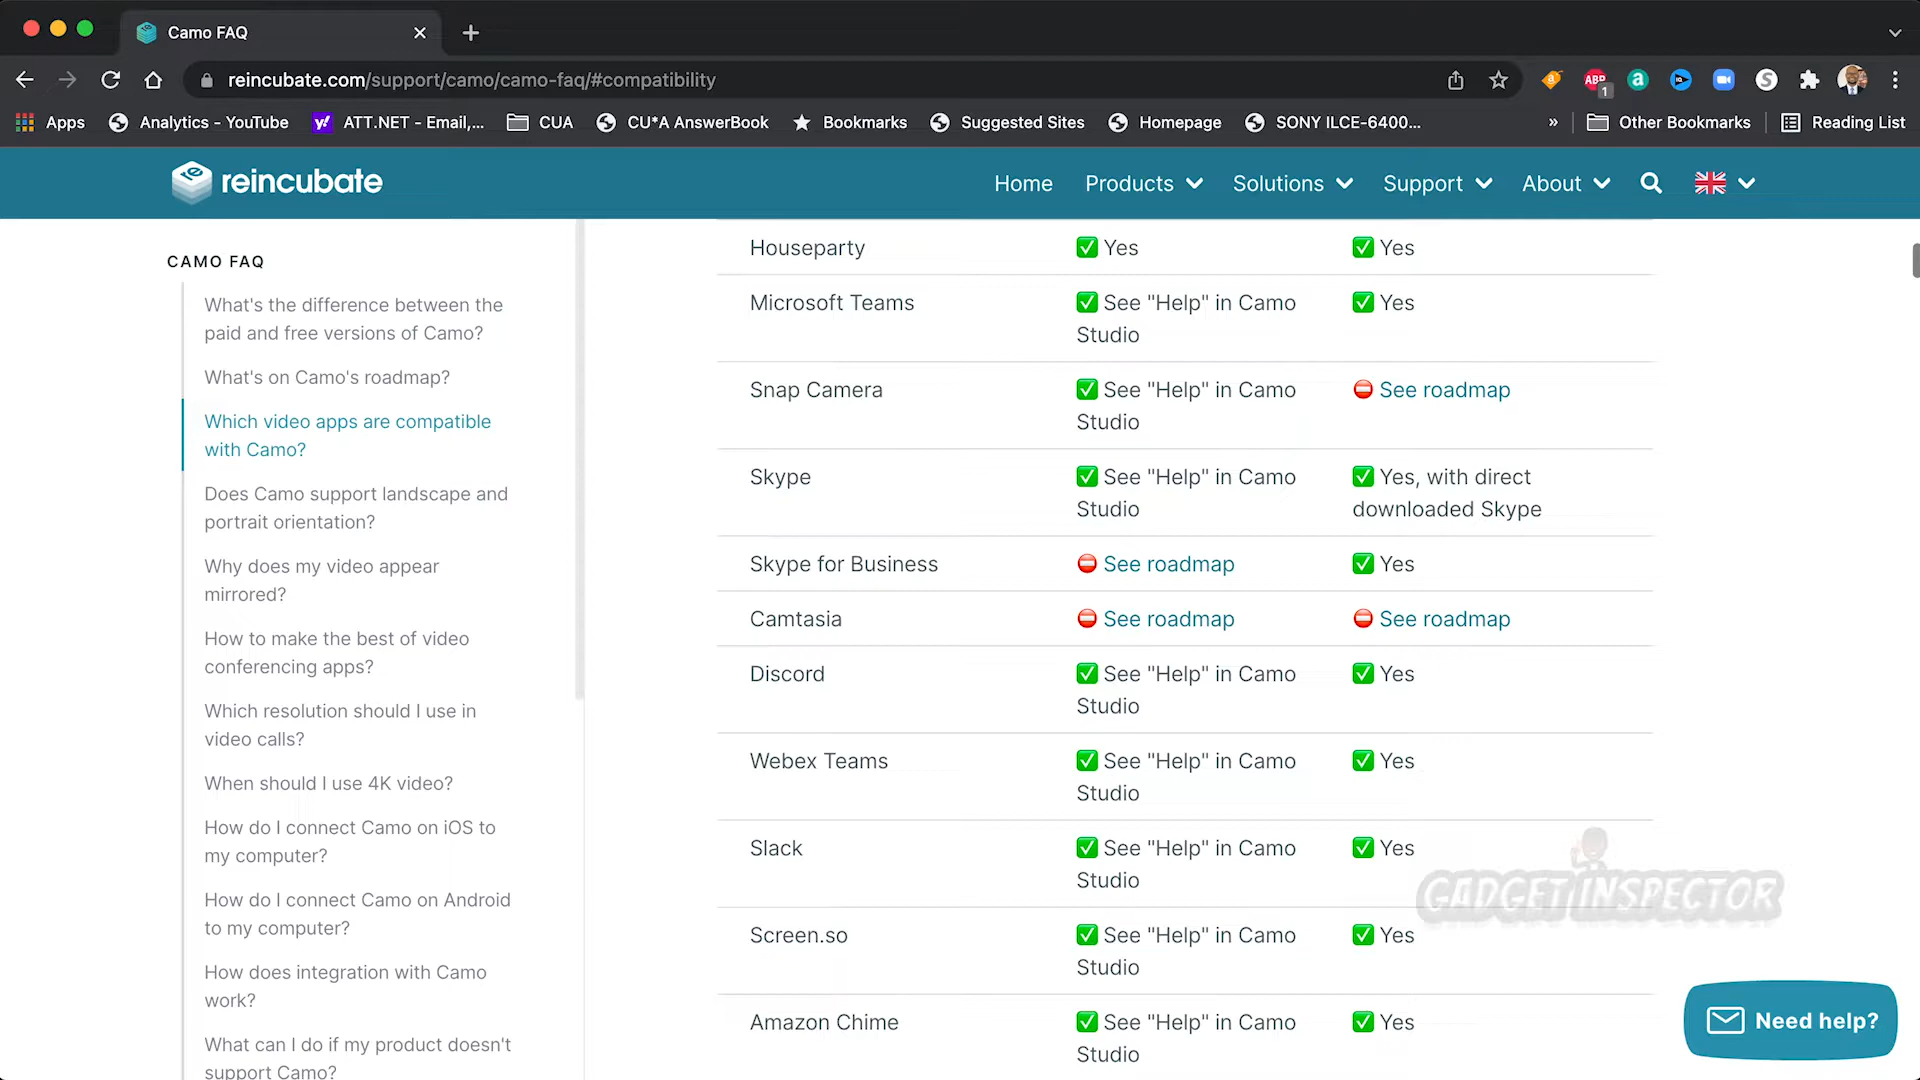 Camo FAQ
reincubate.com/support/camo/camo-faq/#compatibility
ABP
1
Apps
Analytics - YouTube
ATT.NET - Email,...
CUA
CU*A AnswerBook
Bookmarks
Suggested Sites
Homepage
SONY ILCE-6400...
»
Other Bookmarks
Reading List
reincubate
Home
Products
Solutions
Support
About
CAMO FAQ
What's the difference between the
paid and free versions of Camo?
What's on Camo's roadmap?
Which video apps are compatible
with Camo?
Does Camo support landscape and
portrait orientation?
Why does my video appear
mirrored?
How to make the best of video
conferencing apps?
Which resolution should I use in
video calls?
When should I use 4K video?
How do I connect Camo on iOS to
my computer?
How do I connect Camo on Android
to my computer?
How does integration with Camo
work?
What can I do if my product doesn't
support Camo?
Houseparty ✅ Yes ✅ Yes
Microsoft Teams ✅ See "Help" in Camo ✅ Yes
Studio
Snap Camera ✅ See "Help" in Camo ⛔ See roadmap
Studio
Skype ✅ See "Help" in Camo ✅ Yes, with direct
Studio downloaded Skype
Skype for Business ⛔ See roadmap ✅ Yes
Camtasia ⛔ See roadmap ⛔ See roadmap
Discord ✅ See "Help" in Camo ✅ Yes
Studio
Webex Teams ✅ See "Help" in Camo ✅ Yes
Studio
Slack ✅ See "Help" in Camo ✅ Yes
Studio
Screen.so ✅ See "Help" in Camo ✅ Yes
Studio
Amazon Chime ✅ See "Help" in Camo ✅ Yes
Studio
GADGET INSPECTOR
Need help?